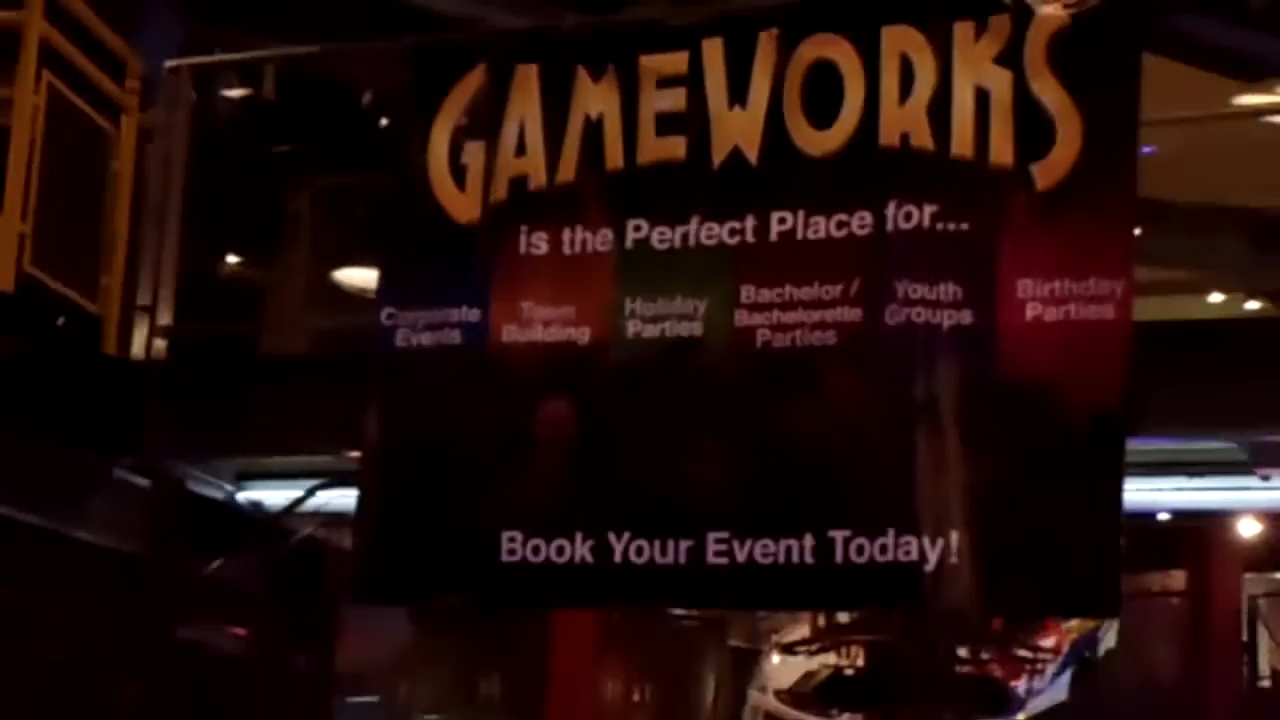 GAMEWORKS
is the Perfect Place for...
Corporate
Events
Team
Building
Holiday
Parties
Bachelor /
Bachelorette
Parties
Youth
Groups
Birthday
Parties
Book Your Event Today!